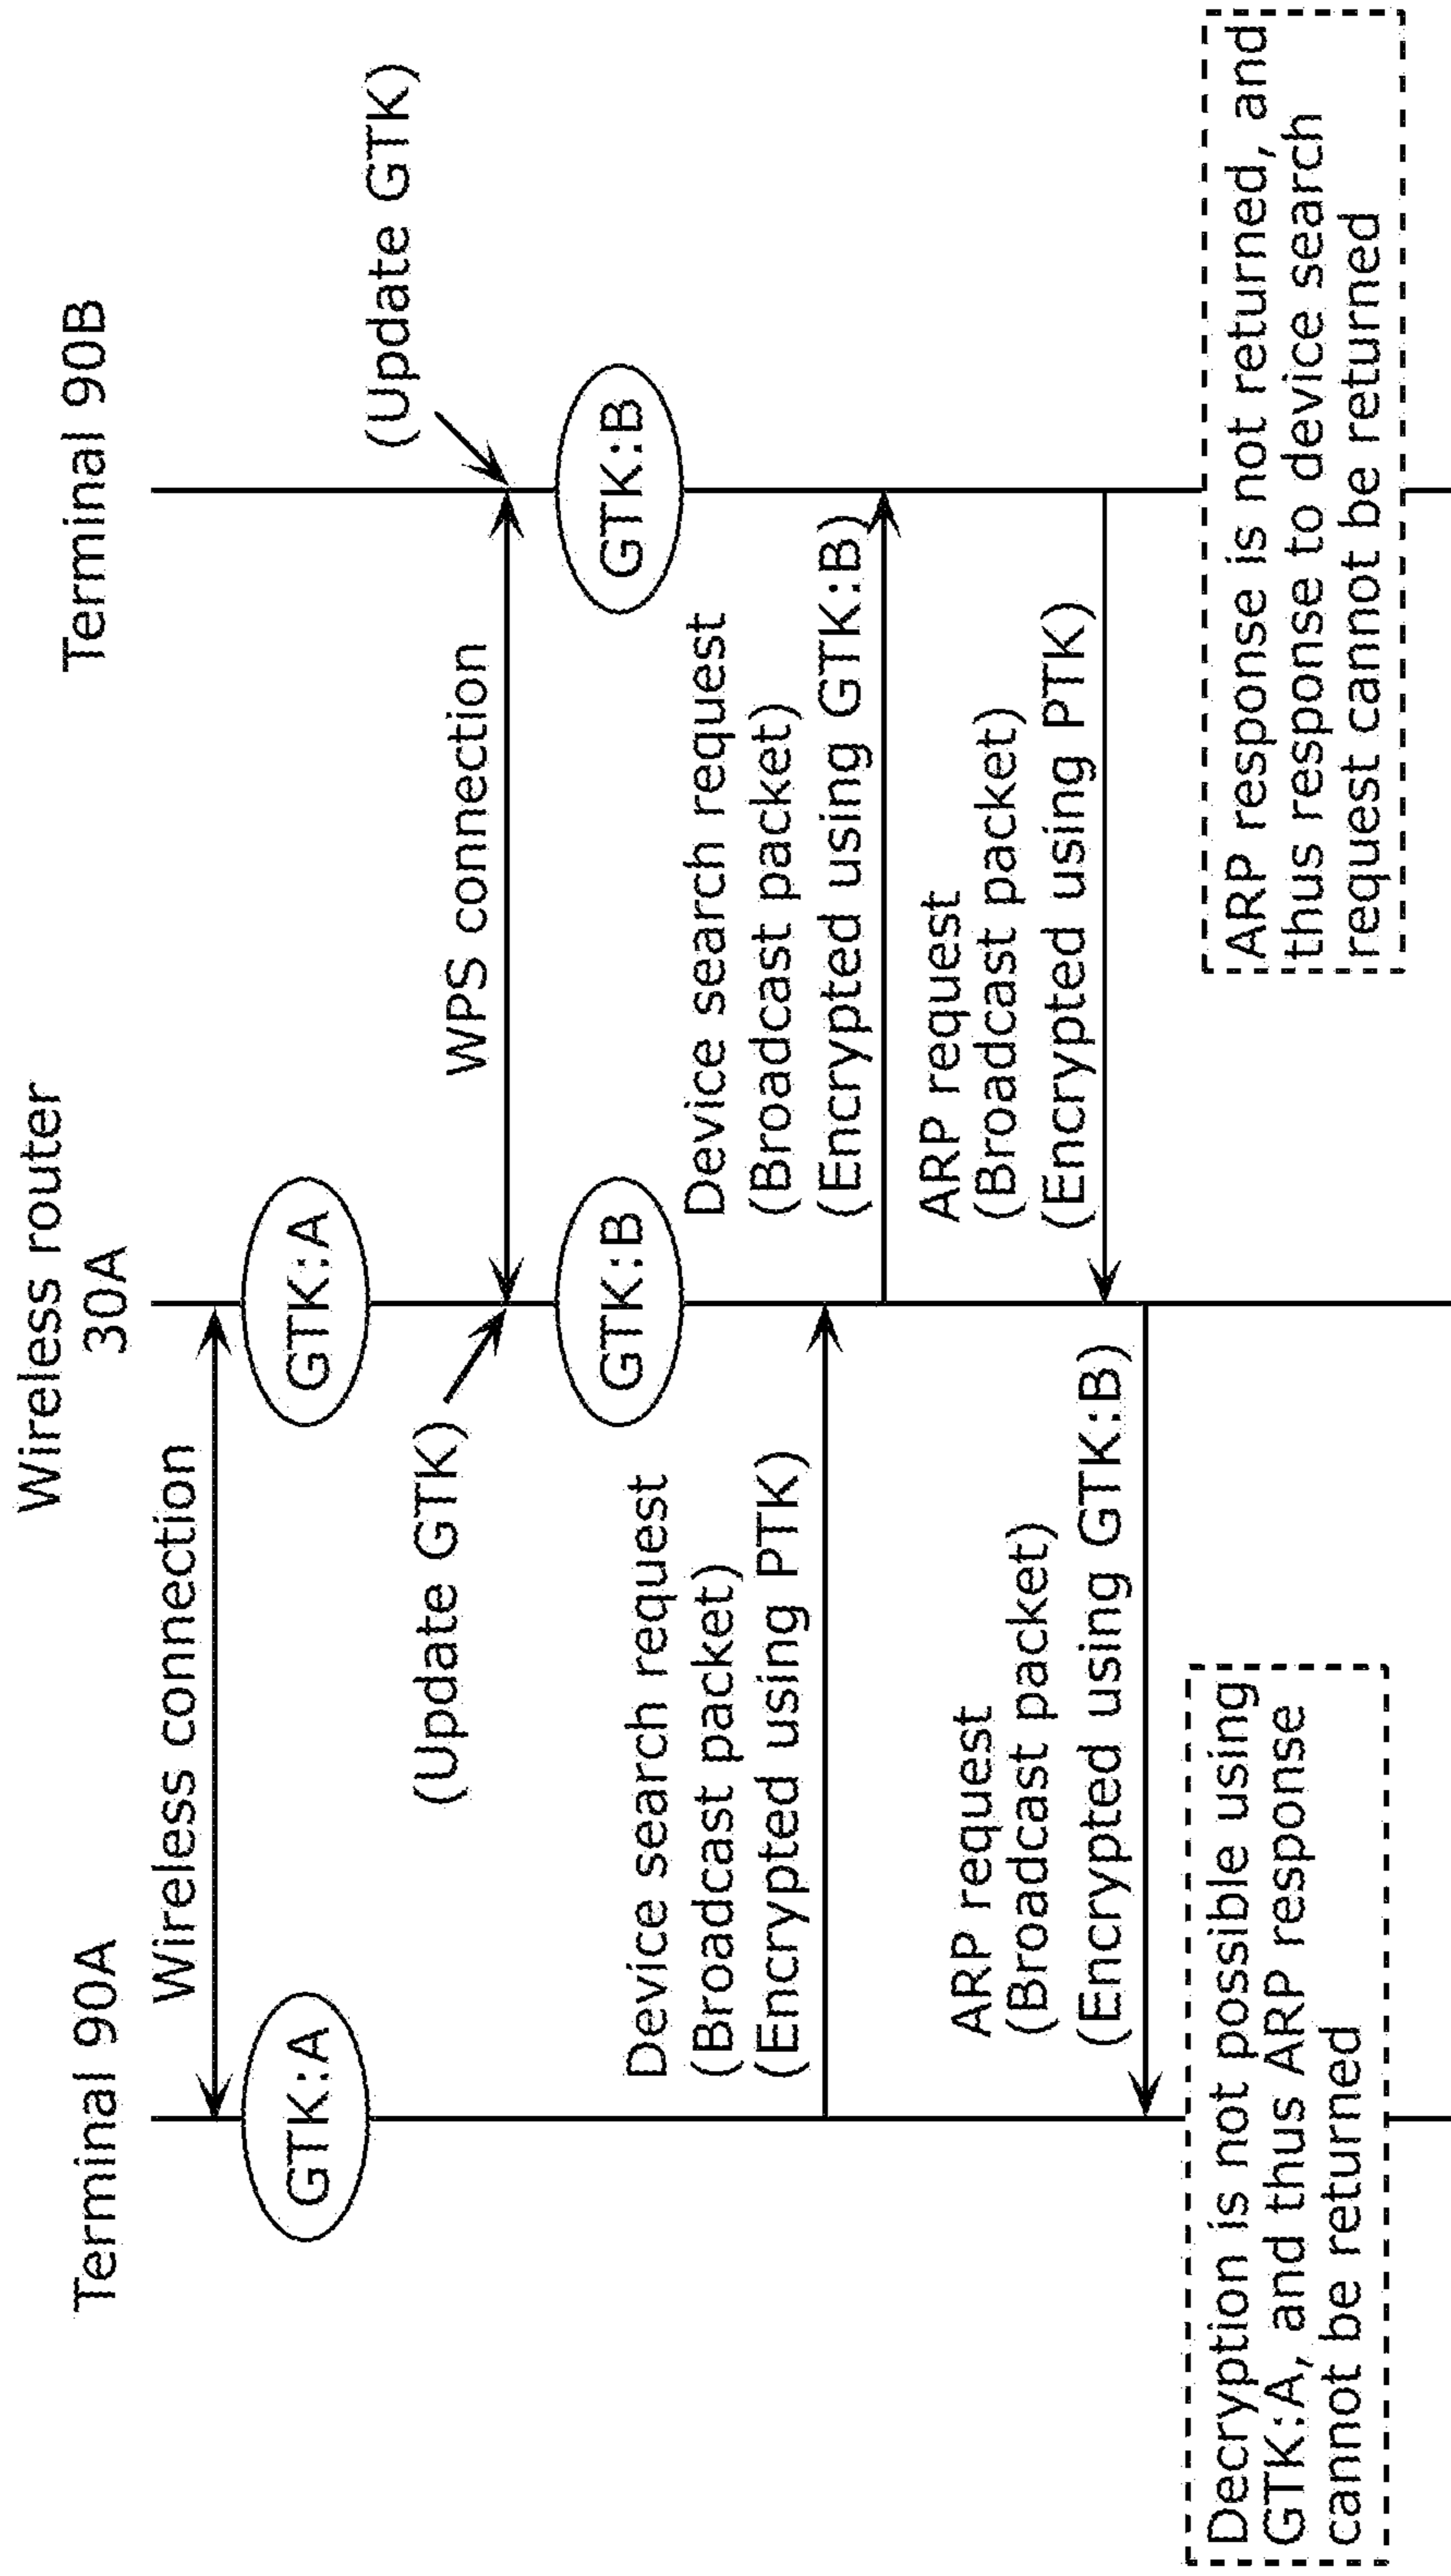 Terminal 90A
Wireless router
30A
Terminal 90B
Wireless connection
GTK:A
GTK:A
(Update GTK)
WPS connection
(Update GTK)
GTK:B
GTK:B
Device search request
(Broadcast packet)
(Encrypted using PTK)
Device search request
(Broadcast packet)
(Encrypted using GTK:B)
ARP request
(Broadcast packet)
(Encrypted using PTK)
ARP request
(Broadcast packet)
(Encrypted using GTK:B)
Decryption is not possible using
GTK:A, and thus ARP response
cannot be returned
ARP response is not returned, and
thus response to device search
request cannot be returned